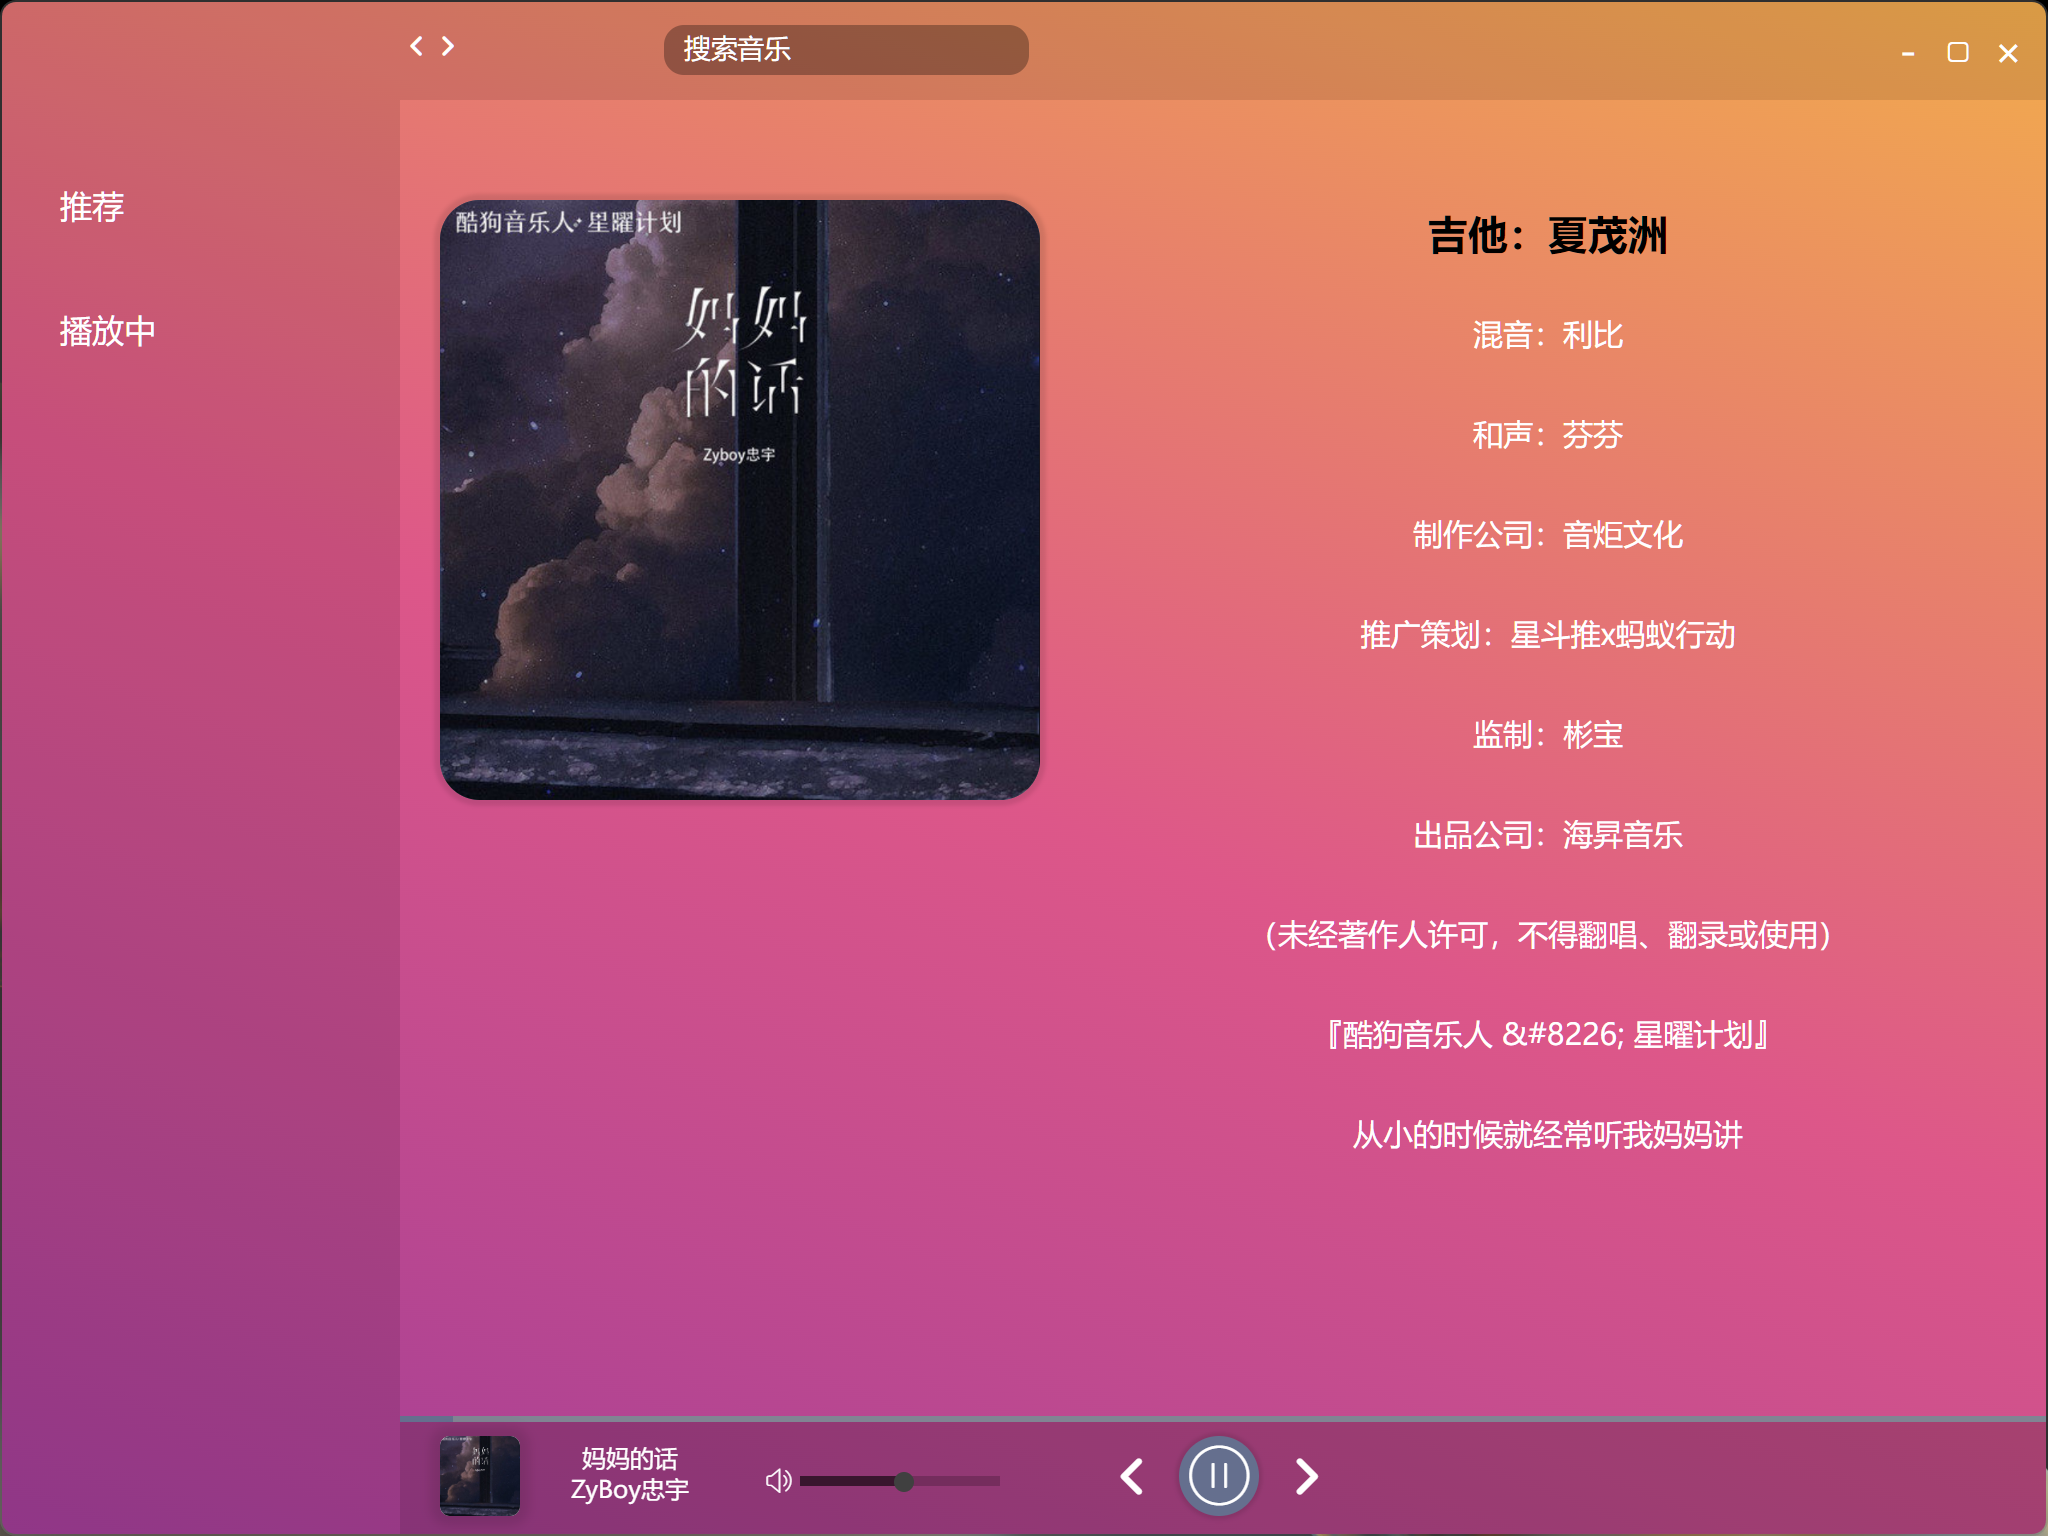 搜索音乐
推荐
播放中
酷狗音乐人·星曜计划
妈妈
的话
Zyboy忠宇
吉他：夏茂洲
混音：利比
和声：芬芬
制作公司：音炬文化
推广策划：星斗推x蚂蚁行动
监制：彬宝
出品公司：海昇音乐
（未经著作人许可，不得翻唱、翻录或使用）
『酷狗音乐人 &#8226; 星曜计划』
从小的时候就经常听我妈妈讲
妈妈的话
ZyBoy忠宇